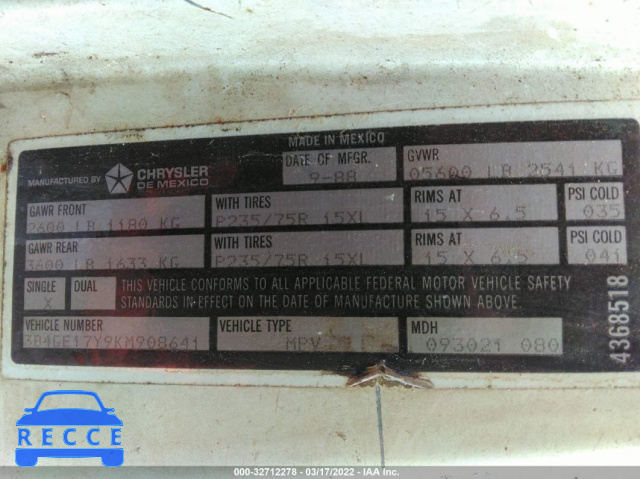 MADE IN MEXICO
MANUFACTURED BY CHRYSLER DE MEXICO
DATE OF MFGR.
9-88
GVWR
05600 LB 2541 KG
GAWR FRONT
2600 LB 1180 KG
WITH TIRES
P235/75R 15XL
RIMS AT
15 X 6.5
PSI COLD
035
GAWR REAR
3600 LB 1633 KG
WITH TIRES
P235/75R 15XL
RIMS AT
15 X 6.5
PSI COLD
041
SINGLE
X
DUAL
THIS VEHICLE CONFORMS TO ALL APPLICABLE FEDERAL MOTOR VEHICLE SAFETY
STANDARDS IN EFFECT ON THE DATE OF MANUFACTURE SHOWN ABOVE.
VEHICLE NUMBER
3B4GE17Y9KM908641
VEHICLE TYPE
MPV
MDH
093021 080
4368518
RECCE
000-32712278 - 03/17/2022 - IAA Inc.